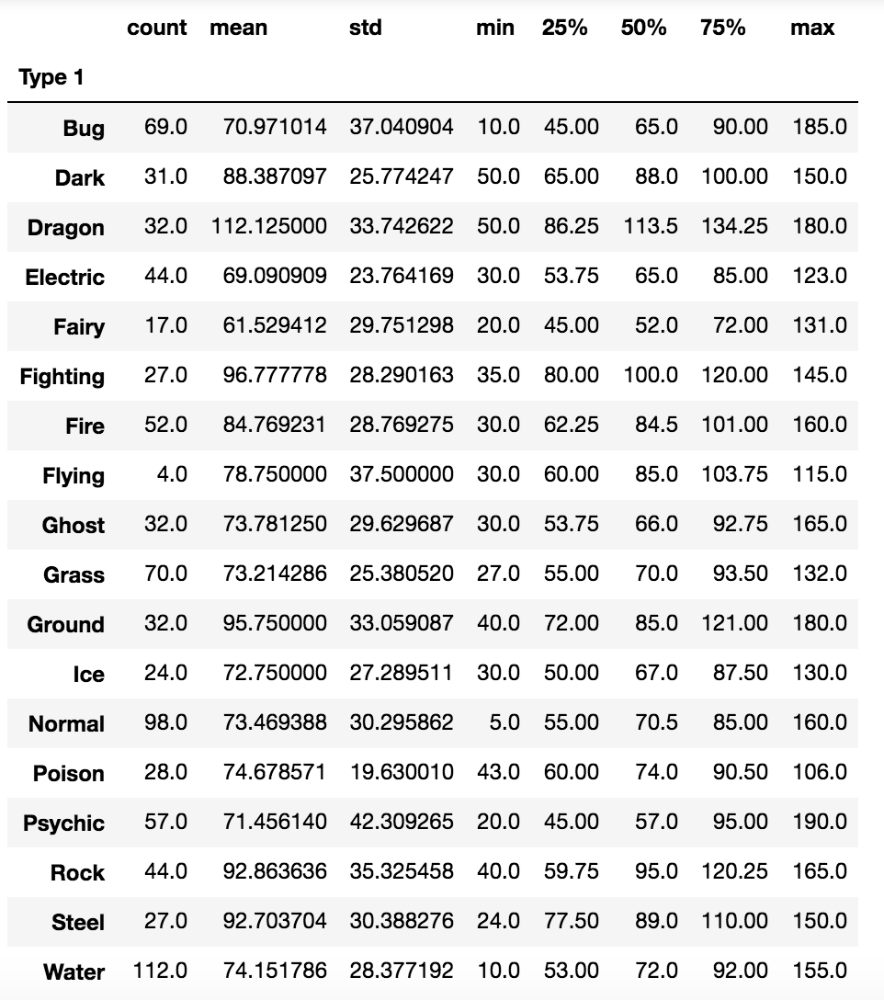 count mean std min 25% 50% 75% max
Type 1
Bug 69.0 70.971014 37.040904 10.0 45.00 65.0 90.00 185.0
Dark 31.0 88.387097 25.774247 50.0 65.00 88.0 100.00 150.0
Dragon 32.0 112.125000 33.742622 50.0 86.25 113.5 134.25 180.0
Electric 44.0 69.090909 23.764169 30.0 53.75 65.0 85.00 123.0
Fairy 17.0 61.529412 29.751298 20.0 45.00 52.0 72.00 131.0
Fighting 27.0 96.777778 28.290163 35.0 80.00 100.0 120.00 145.0
Fire 52.0 84.769231 28.769275 30.0 62.25 84.5 101.00 160.0
Flying 4.0 78.750000 37.500000 30.0 60.00 85.0 103.75 115.0
Ghost 32.0 73.781250 29.629687 30.0 53.75 66.0 92.75 165.0
Grass 70.0 73.214286 25.380520 27.0 55.00 70.0 93.50 132.0
Ground 32.0 95.750000 33.059087 40.0 72.00 85.0 121.00 180.0
Ice 24.0 72.750000 27.289511 30.0 50.00 67.0 87.50 130.0
Normal 98.0 73.469388 30.295862 5.0 55.00 70.5 85.00 160.0
Poison 28.0 74.678571 19.630010 43.0 60.00 74.0 90.50 106.0
Psychic 57.0 71.456140 42.309265 20.0 45.00 57.0 95.00 190.0
Rock 44.0 92.863636 35.325458 40.0 59.75 95.0 120.25 165.0
Steel 27.0 92.703704 30.388276 24.0 77.50 89.0 110.00 150.0
Water 112.0 74.151786 28.377192 10.0 53.00 72.0 92.00 155.0